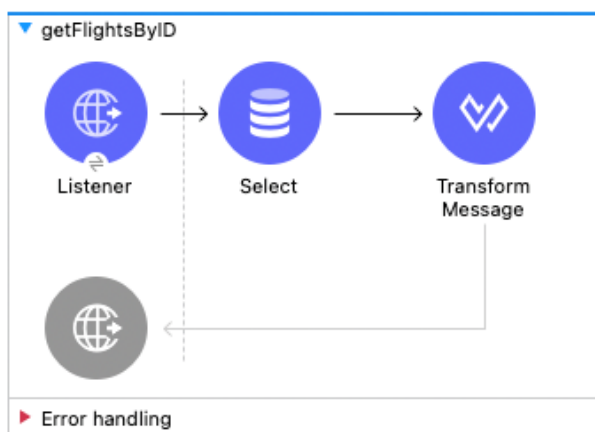 getFlightsByID
Listener
Select
Transform
Message
Error handling